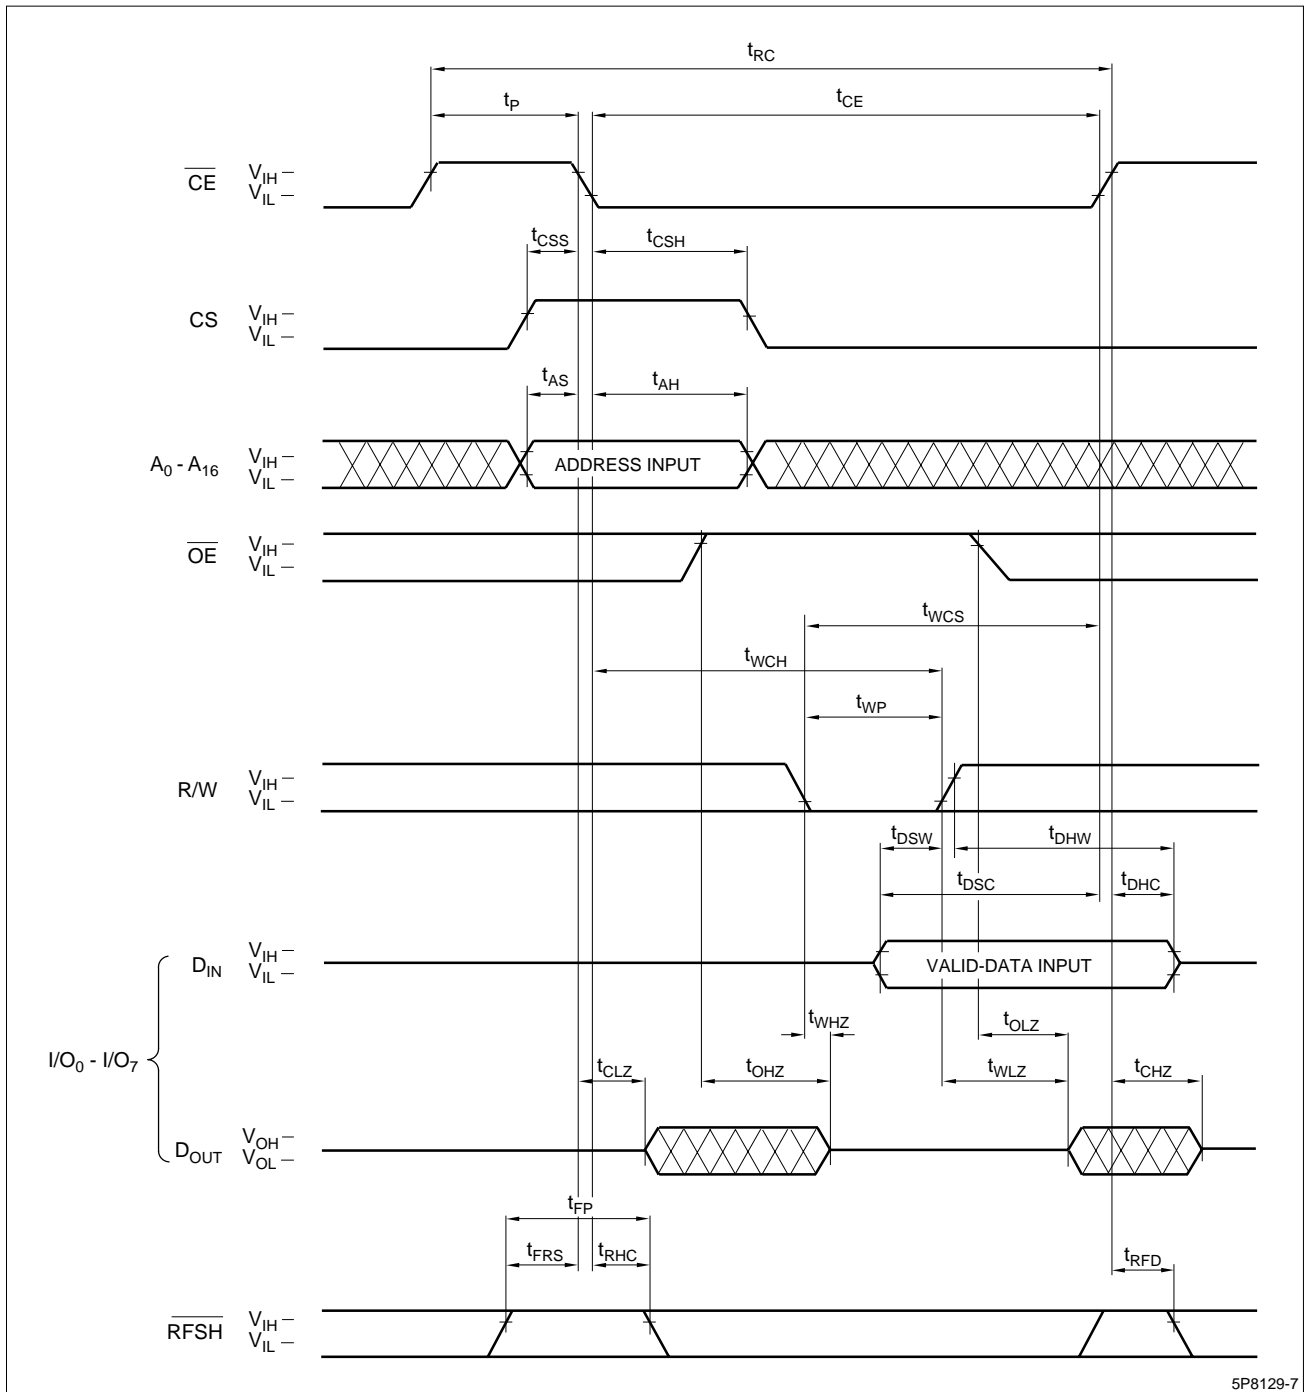 tRC
tP tCE
CE VIH
VIL
tCSS tCSH
CS VIH
VIL
tAS tAH
A0 - A16 VIH
VIL
ADDRESS INPUT
OE VIH
VIL
tWCS
tWCH
tWP
R/W VIH
VIL
tDSW tDHW
tDSC tDHC
DIN VIH
VIL
VALID-DATA INPUT
tWHZ tOLZ
I/O0 - I/O7
tCLZ tOHZ tWLZ tCHZ
DOUT VOH
VOL
tFP
tFRS tRHC tRFD
RFSH VIH
VIL
5P8129-7